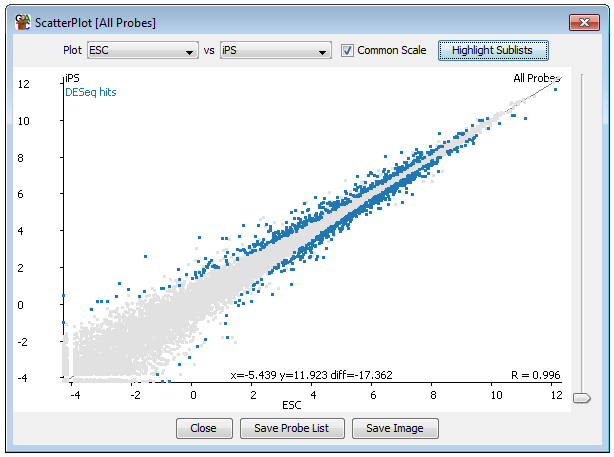 ScatterPlot [All Probes]
Plot ESC vs iPS Common Scale Highlight Sublists
12 iPS All Probes
DESeq hits
10
8
6
4
2
0
-2
-4 x=-5.439 y=11.923 diff=-17.362 R = 0.996
-4 -2 0 2 4 6 8 10 12
ESC
Close Save Probe List Save Image